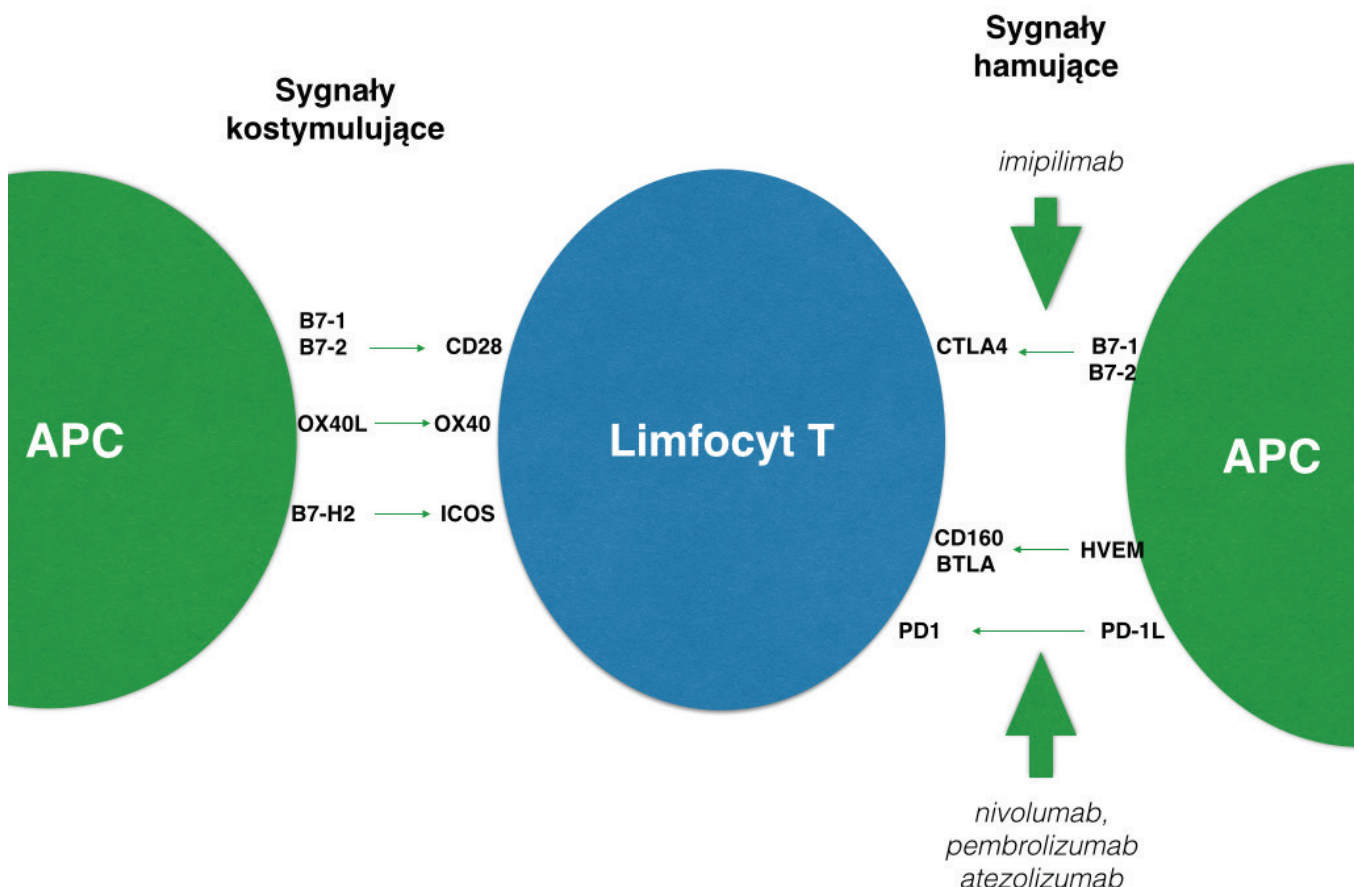 Sygnały
kostymulujące
Sygnały
hamujące
imipilimab
APC
B7-1
B7-2
CD28
OX40L
OX40
B7-H2
ICOS
Limfocyt T
CTLA4
B7-1
B7-2
CD160
BTLA
HVEM
PD1
PD-1L
APC
nivolumab,
pembrolizumab
atezolizumab